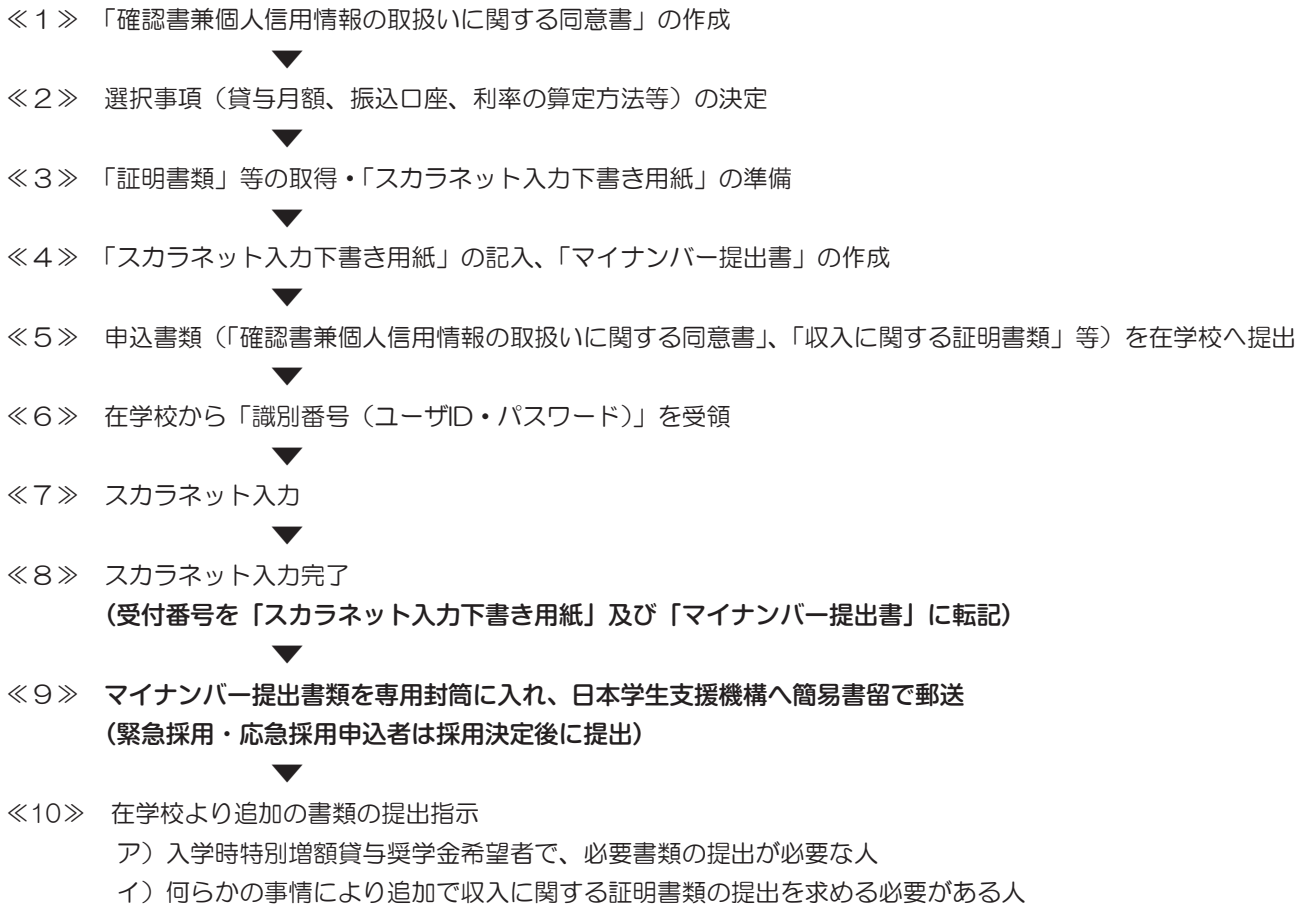 ≪１≫　「確認書兼個人信用情報の取扱いに関する同意書」の作成
▼
≪２≫　選択事項（貸与月額、振込口座、利率の算定方法等）の決定
▼
≪３≫　「証明書類」等の取得・「スカラネット入力下書き用紙」の準備
▼
≪４≫　「スカラネット入力下書き用紙」の記入、「マイナンバー提出書」の作成
▼
≪５≫　申込書類（「確認書兼個人信用情報の取扱いに関する同意書」、「収入に関する証明書類」等）を在学校へ提出
▼
≪６≫　在学校から「識別番号（ユーザID・パスワード）」を受領
▼
≪７≫　スカラネット入力
▼
≪８≫　スカラネット入力完了
（受付番号を「スカラネット入力下書き用紙」及び「マイナンバー提出書」に転記）
▼
≪９≫　マイナンバー提出書類を専用封筒に入れ、日本学生支援機構へ簡易書留で郵送
（緊急採用・応急採用申込者は採用決定後に提出）
▼
≪10≫　在学校より追加の書類の提出指示
ア）入学時特別増額貸与奨学金希望者で、必要書類の提出が必要な人
イ）何らかの事情により追加で収入に関する証明書類の提出を求める必要がある人